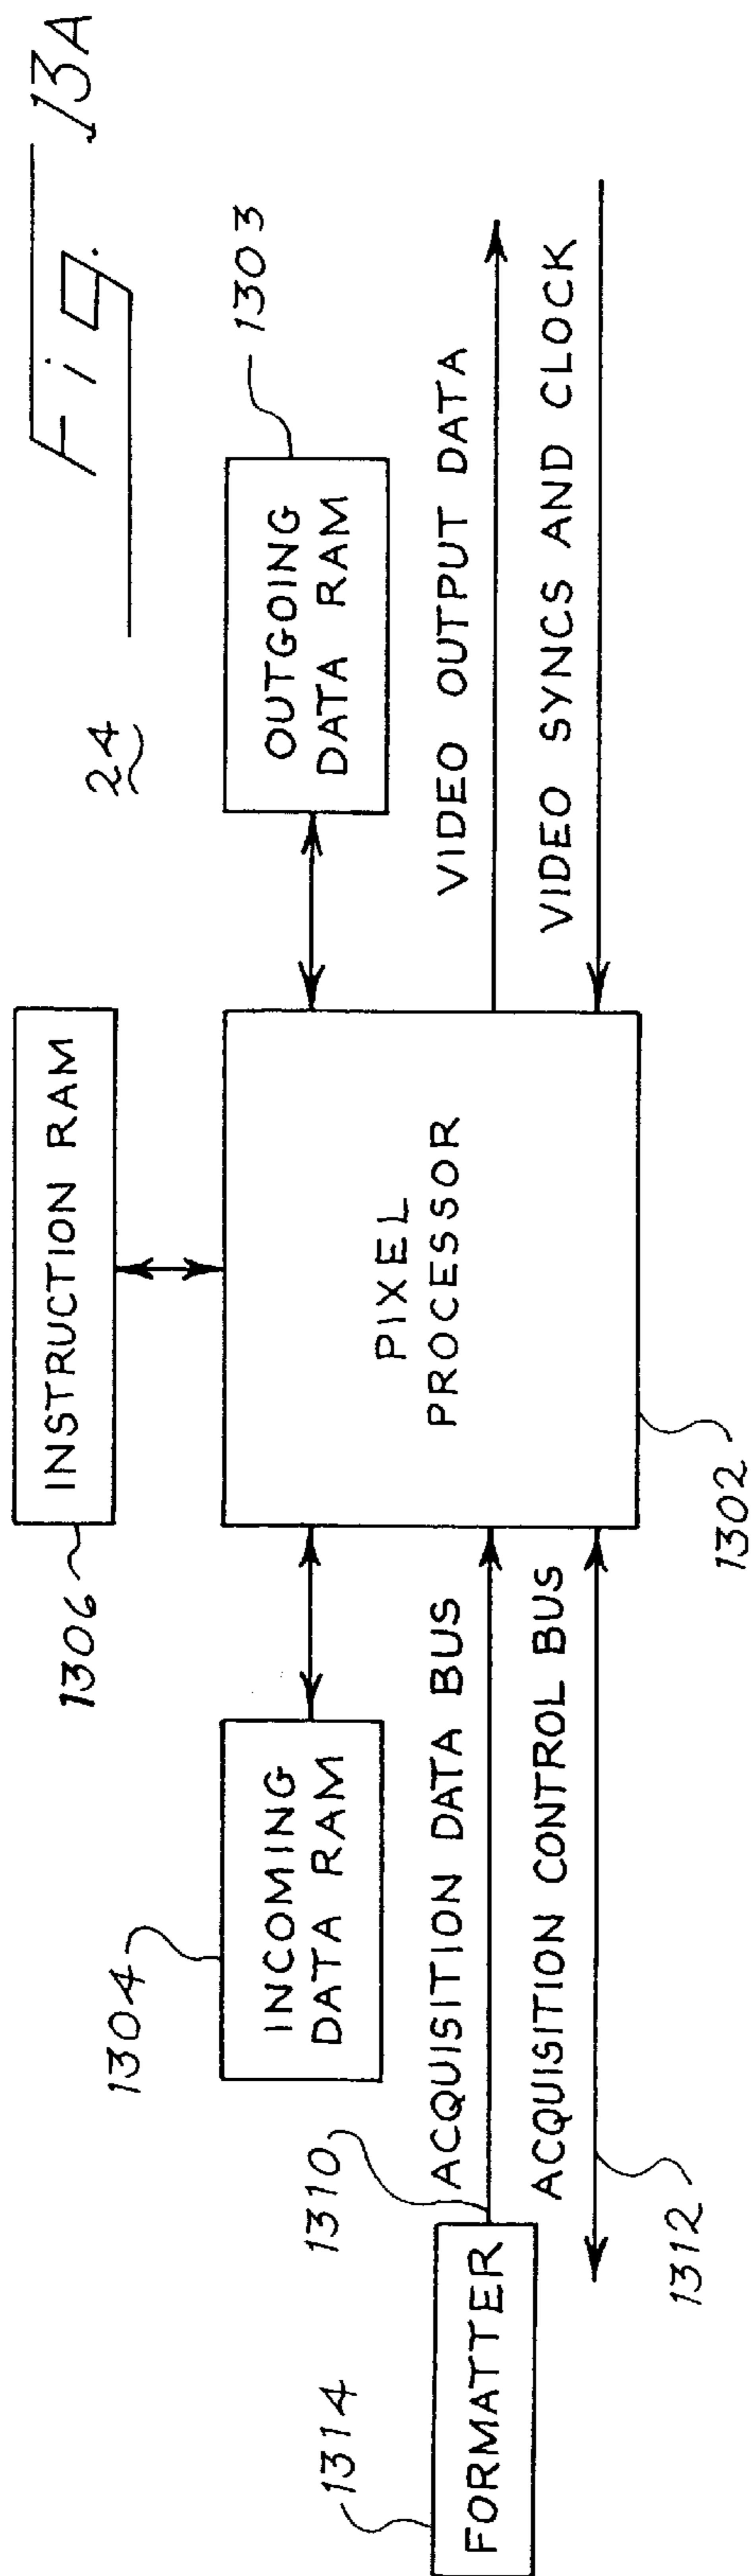 Fig. 13A
24
INSTRUCTION RAM
1306
1304
INCOMING
DATA RAM
OUTGOING
DATA RAM
1303
PIXEL
PROCESSOR
1302
1314
FORMATTER
1310
ACQUISITION DATA BUS
ACQUISITION CONTROL BUS
1312
VIDEO OUTPUT DATA
VIDEO SYNCS AND CLOCK